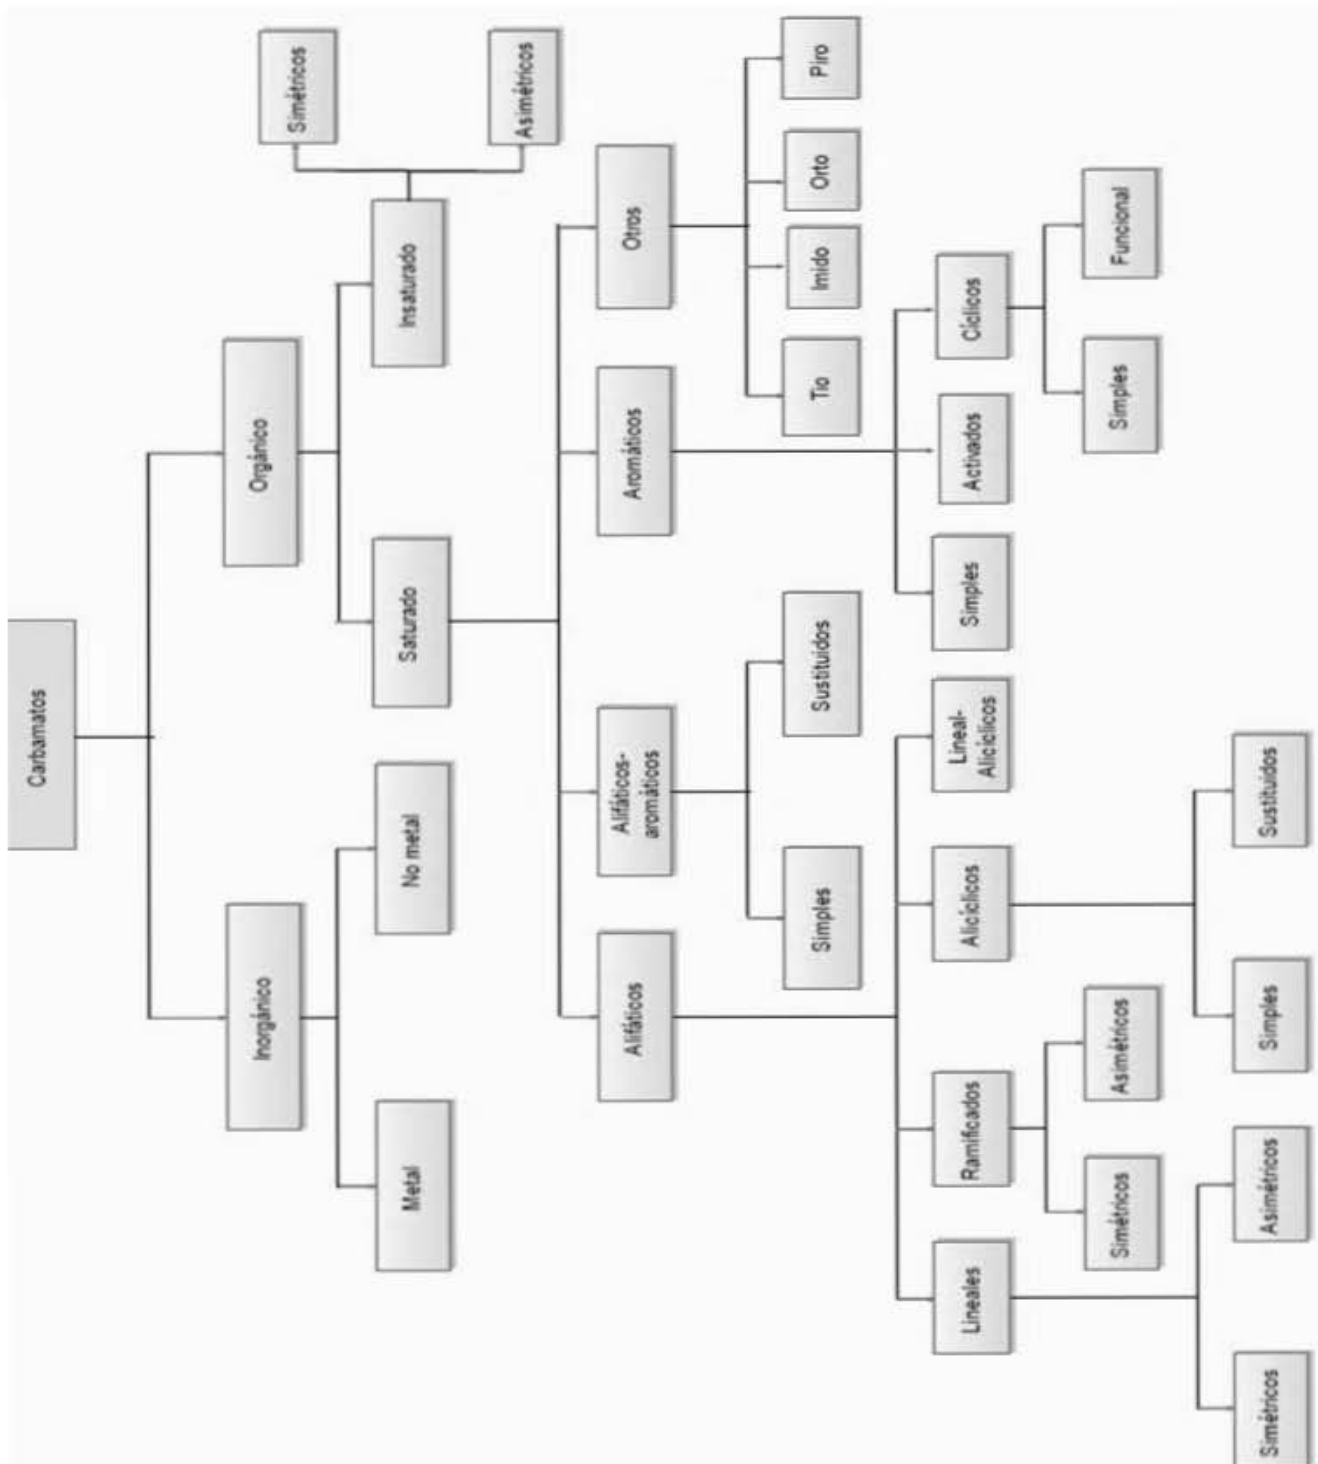 Carbamatos
Inorgánico
Orgánico
Metal
No metal
Saturado
Insaturado
Simétricos
Asimétricos
Alifáticos
Alifáticos-
aromáticos
Aromáticos
Otros
Simples
Sustituidos
Tio
Imido
Orto
Piro
Lineales
Ramificados
Alicíclicos
Lineal-
Alicíclicos
Simples
Activados
Cíclicos
Simétricos
Asimétricos
Simples
Funcional
Simétricos
Asimétricos
Simples
Sustituidos